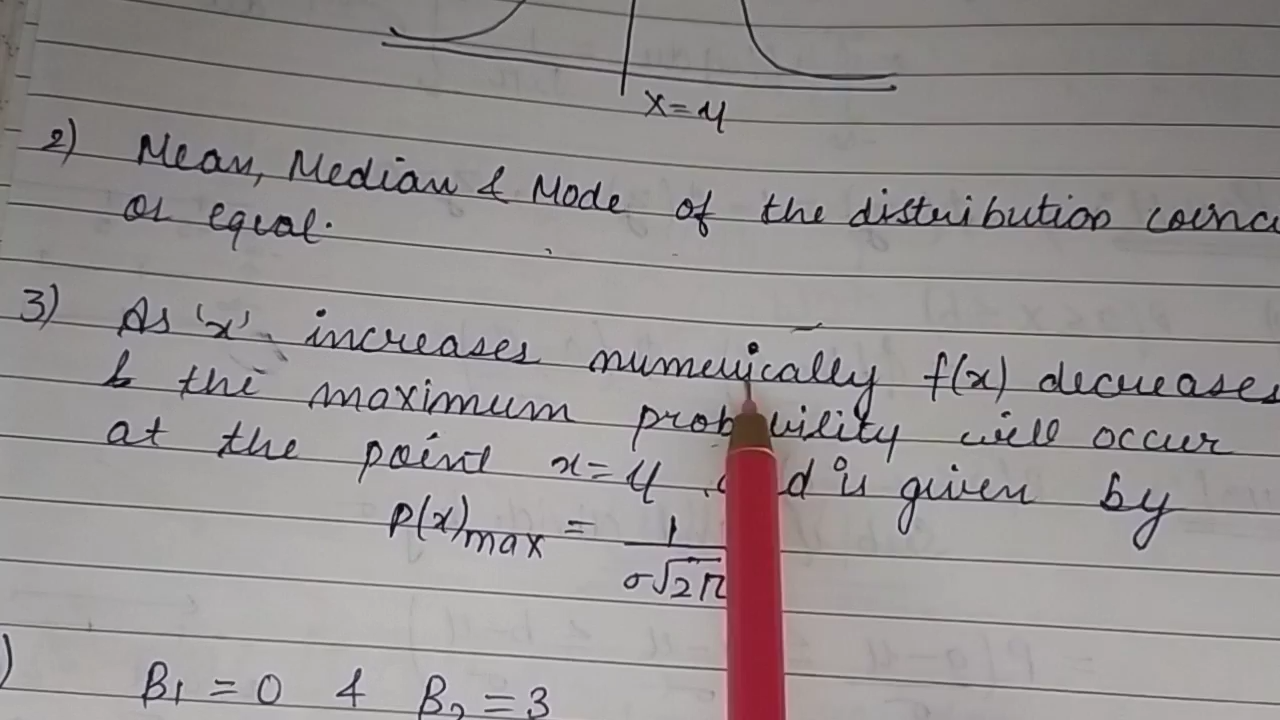 x=μ
2) Mean, Median & Mode of the distribution
or equal.
3) As 'x' increases numerically f(x) decreases
& the maximum probability will occur
at the point x=μ and is given by
P(x)max = 1/σ√2π
) β1 = 0 & β2 = 3